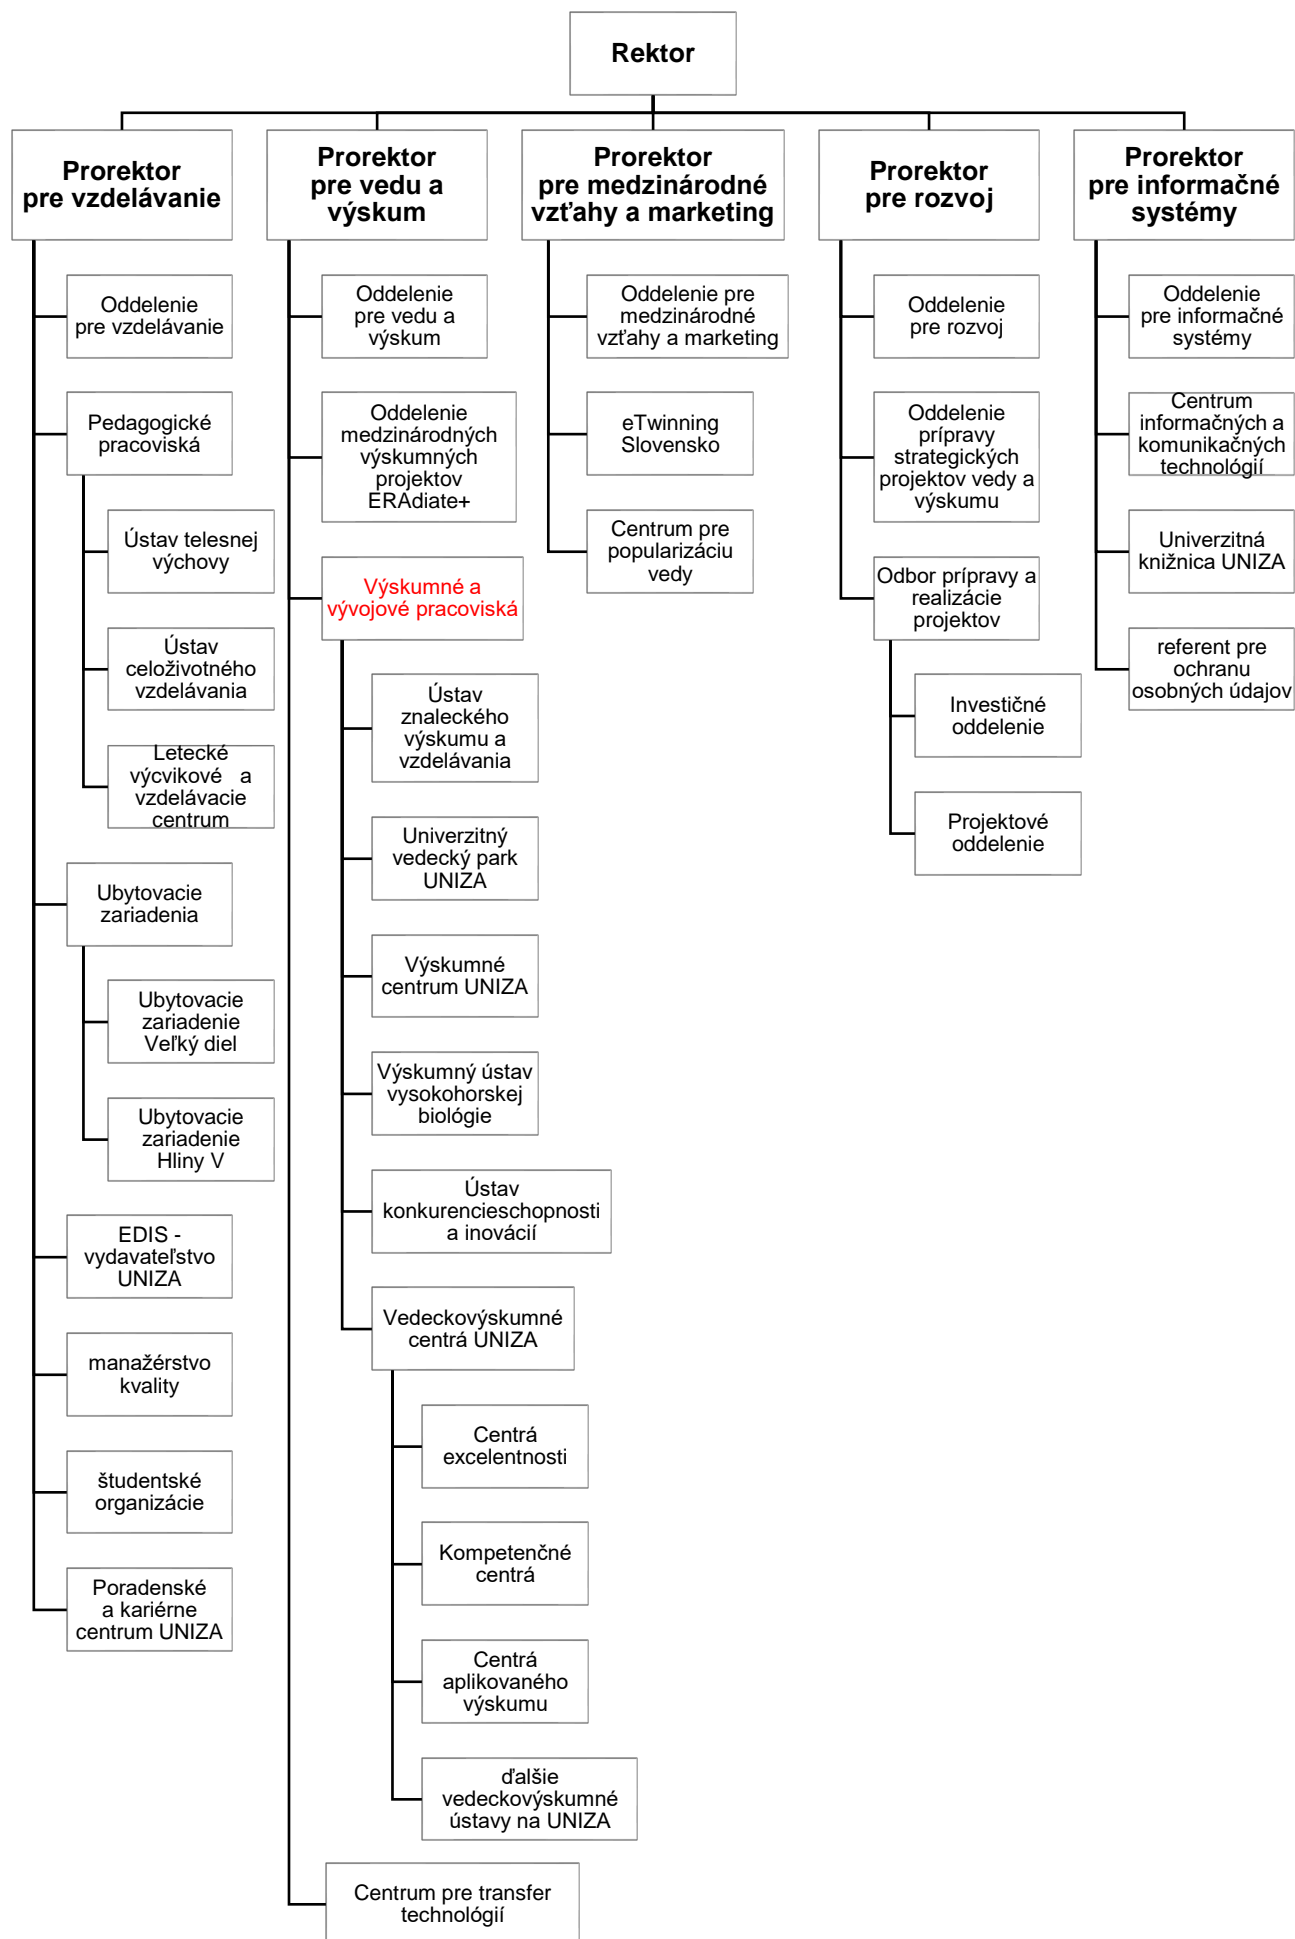 Rektor
Prorektor
pre vzdelávanie
Oddelenie
pre vzdelávanie
Pedagogické
pracoviská
Ústav telesnej
výchovy
Ústav
celoživotného
vzdelávania
Letecké
výcvikové a
vzdelávacie
centrum
Ubytovacie
zariadenia
Ubytovacie
zariadenie
Veľký diel
Ubytovacie
zariadenie
Hliny V
EDIS -
vydavateľstvo
UNIZA
manažérstvo
kvality
študentské
organizácie
Poradenské
a kariérne
centrum UNIZA
Prorektor
pre vedu a
výskum
Oddelenie
pre vedu a
výskum
Oddelenie
medzinárodných
výskumných
projektov
ERAdiate+
Výskumné a
vývojové pracoviská
Ústav
znaleckého
výskumu a
vzdelávania
Univerzitný
vedecký park
UNIZA
Výskumné
centrum UNIZA
Výskumný ústav
vysokohorskej
biológie
Ústav
konkurencieschopnosti
a inovácií
Vedeckovýskumné
centrá UNIZA
Centrá
excelentnosti
Kompetenčné
centrá
Centrá
aplikovaného
výskumu
ďalšie
vedeckovýskumné
ústavy na UNIZA
Centrum pre transfer
technológií
Prorektor
pre medzinárodné
vzťahy a marketing
Oddelenie pre
medzinárodné
vzťahy a marketing
eTwinning
Slovensko
Centrum pre
popularizáciu
vedy
Prorektor
pre rozvoj
Oddelenie
pre rozvoj
Oddelenie
prípravy
strategických
projektov vedy a
výskumu
Odbor prípravy a
realizácie
projektov
Investičné
oddelenie
Projektové
oddelenie
Prorektor
pre informačné
systémy
Oddelenie
pre informačné
systémy
Centrum
informačných a
komunikačných
technológií
Univerzitná
knižnica UNIZA
referent pre
ochranu
osobných údajov